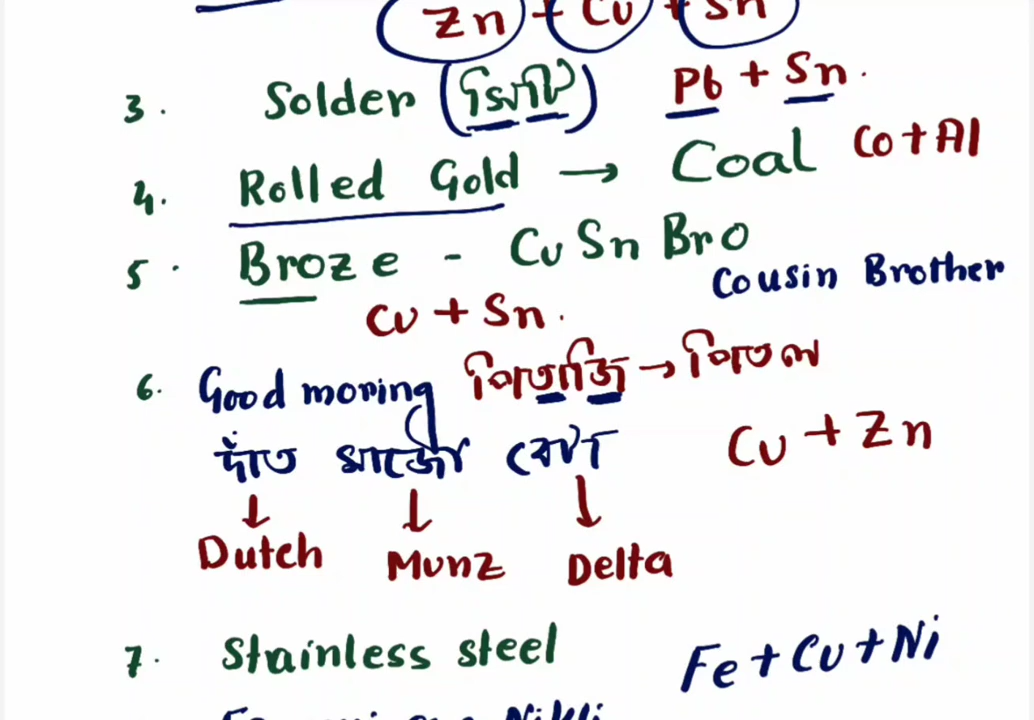 Zn + Cu + Sn
3. Solder (টিসাসি) Pb + Sn.
4. Rolled Gold → Coal Co + Al
5. Broze - Cu Sn Bro
Cousin Brother
Cu + Sn.
6. Good moring → পিতল
দাঁত মাজো Cu + Zn
↓ ↓ ↓
Dutch Munz Delta
7. Stainless steel Fe + Cu + Ni